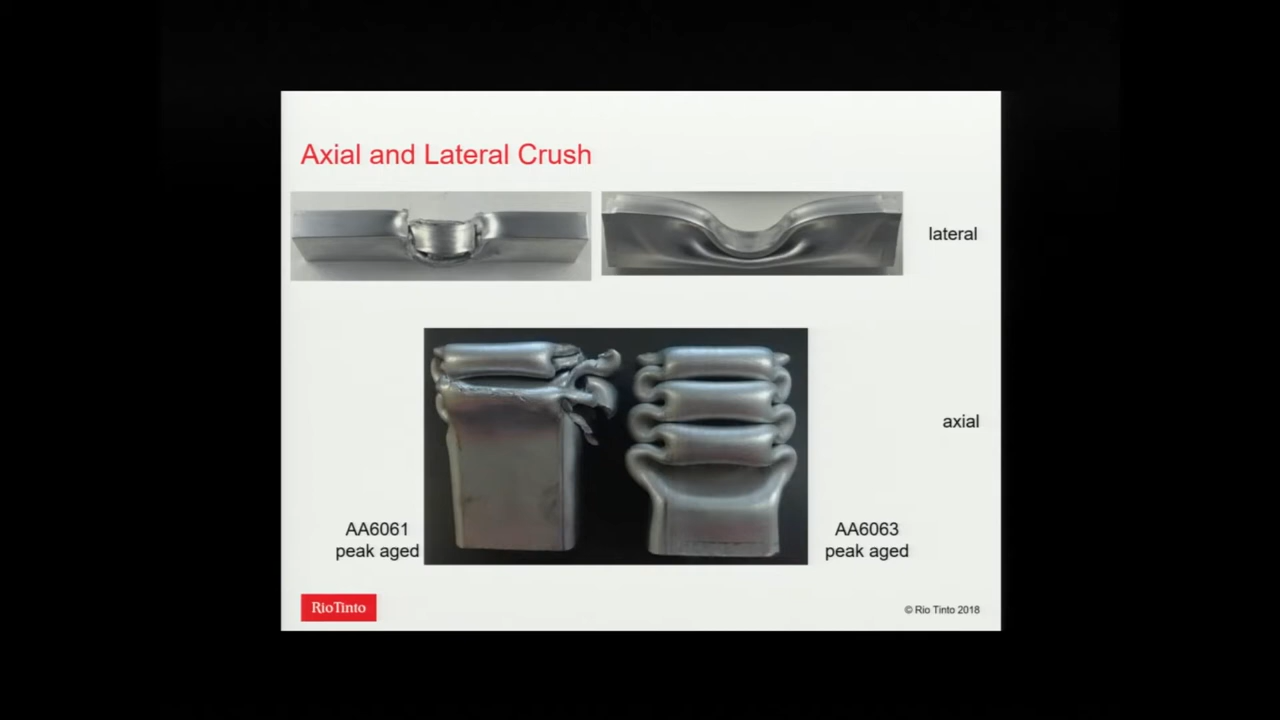 Axial and Lateral Crush
lateral
axial
AA6061
peak aged
AA6063
peak aged
RioTinto
© Rio Tinto 2018